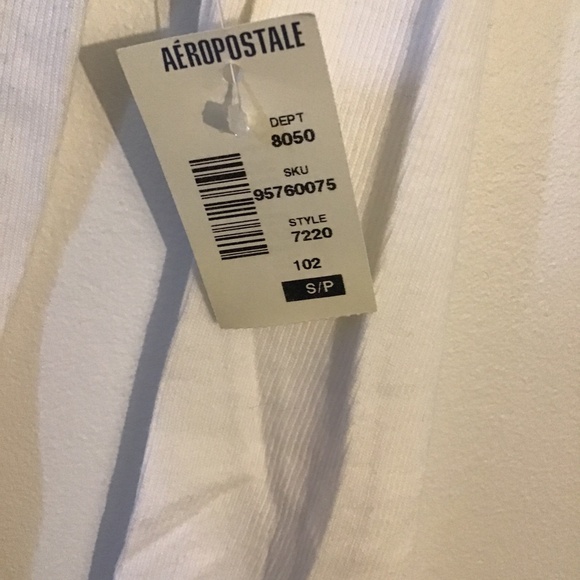 AÉROPOSTALE
DEPT
8050
SKU
95760075
STYLE
7220
102
S/P